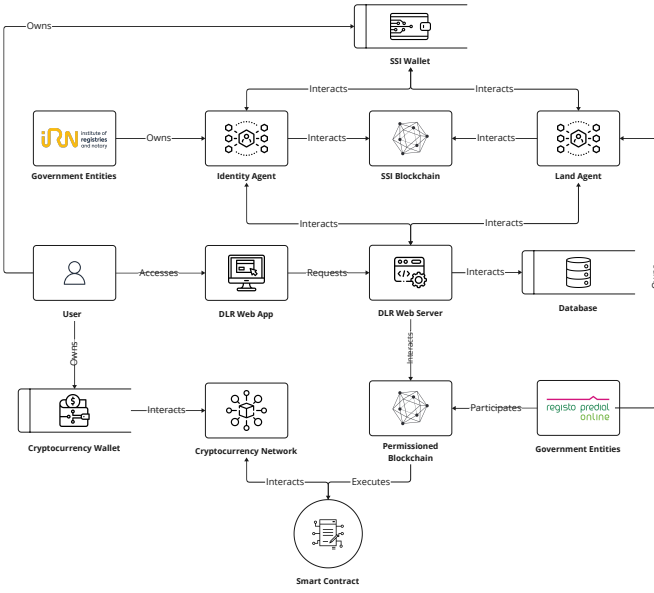 Owns
SSI Wallet
Interacts
Interacts
iRN institute of
registries
and notary
Owns
Interacts
Interacts
Government Entities
Identity Agent
SSI Blockchain
Land Agent
Interacts
Interacts
Accesses
Requests
Interacts
User
DLR Web App
DLR Web Server
Database
Owns
Interacts
Interacts
Participates
registo predial
online
Cryptocurrency Wallet
Cryptocurrency Network
Permissioned
Blockchain
Government Entities
Interacts
Executes
Smart Contract